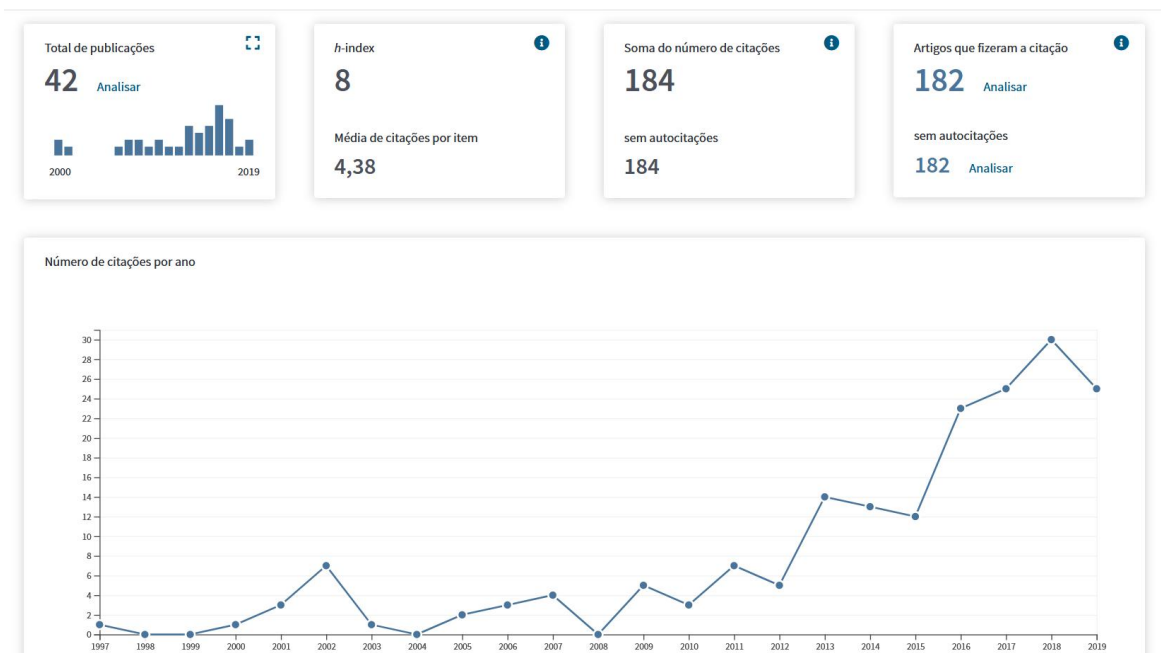 Total de publicações
42 Analisar
2000 2019
h-index
8
Média de citações por item
4,38
Soma do número de citações
184
sem autocitações
184
Artigos que fizeram a citação
182 Analisar
sem autocitações
182 Analisar
Número de citações por ano
30
28
26
24
22
20
18
16
14
12
10
8
6
4
2
0
1997 1998 1999 2000 2001 2002 2003 2004 2005 2006 2007 2008 2009 2010 2011 2012 2013 2014 2015 2016 2017 2018 2019